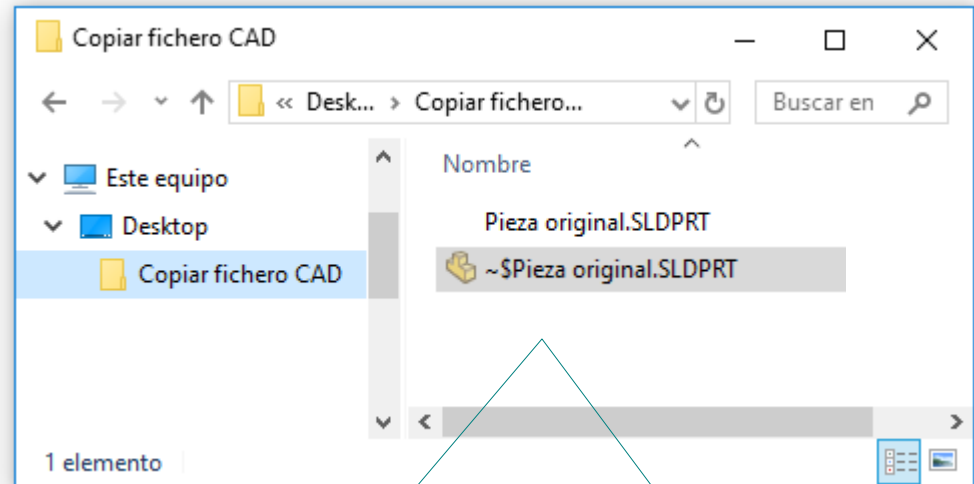 Copiar fichero CAD
« Desk... › Copiar fichero... Buscar en
Este equipo
Desktop
Copiar fichero CAD
Nombre
Pieza original.SLDPRT
~$Pieza original.SLDPRT
1 elemento